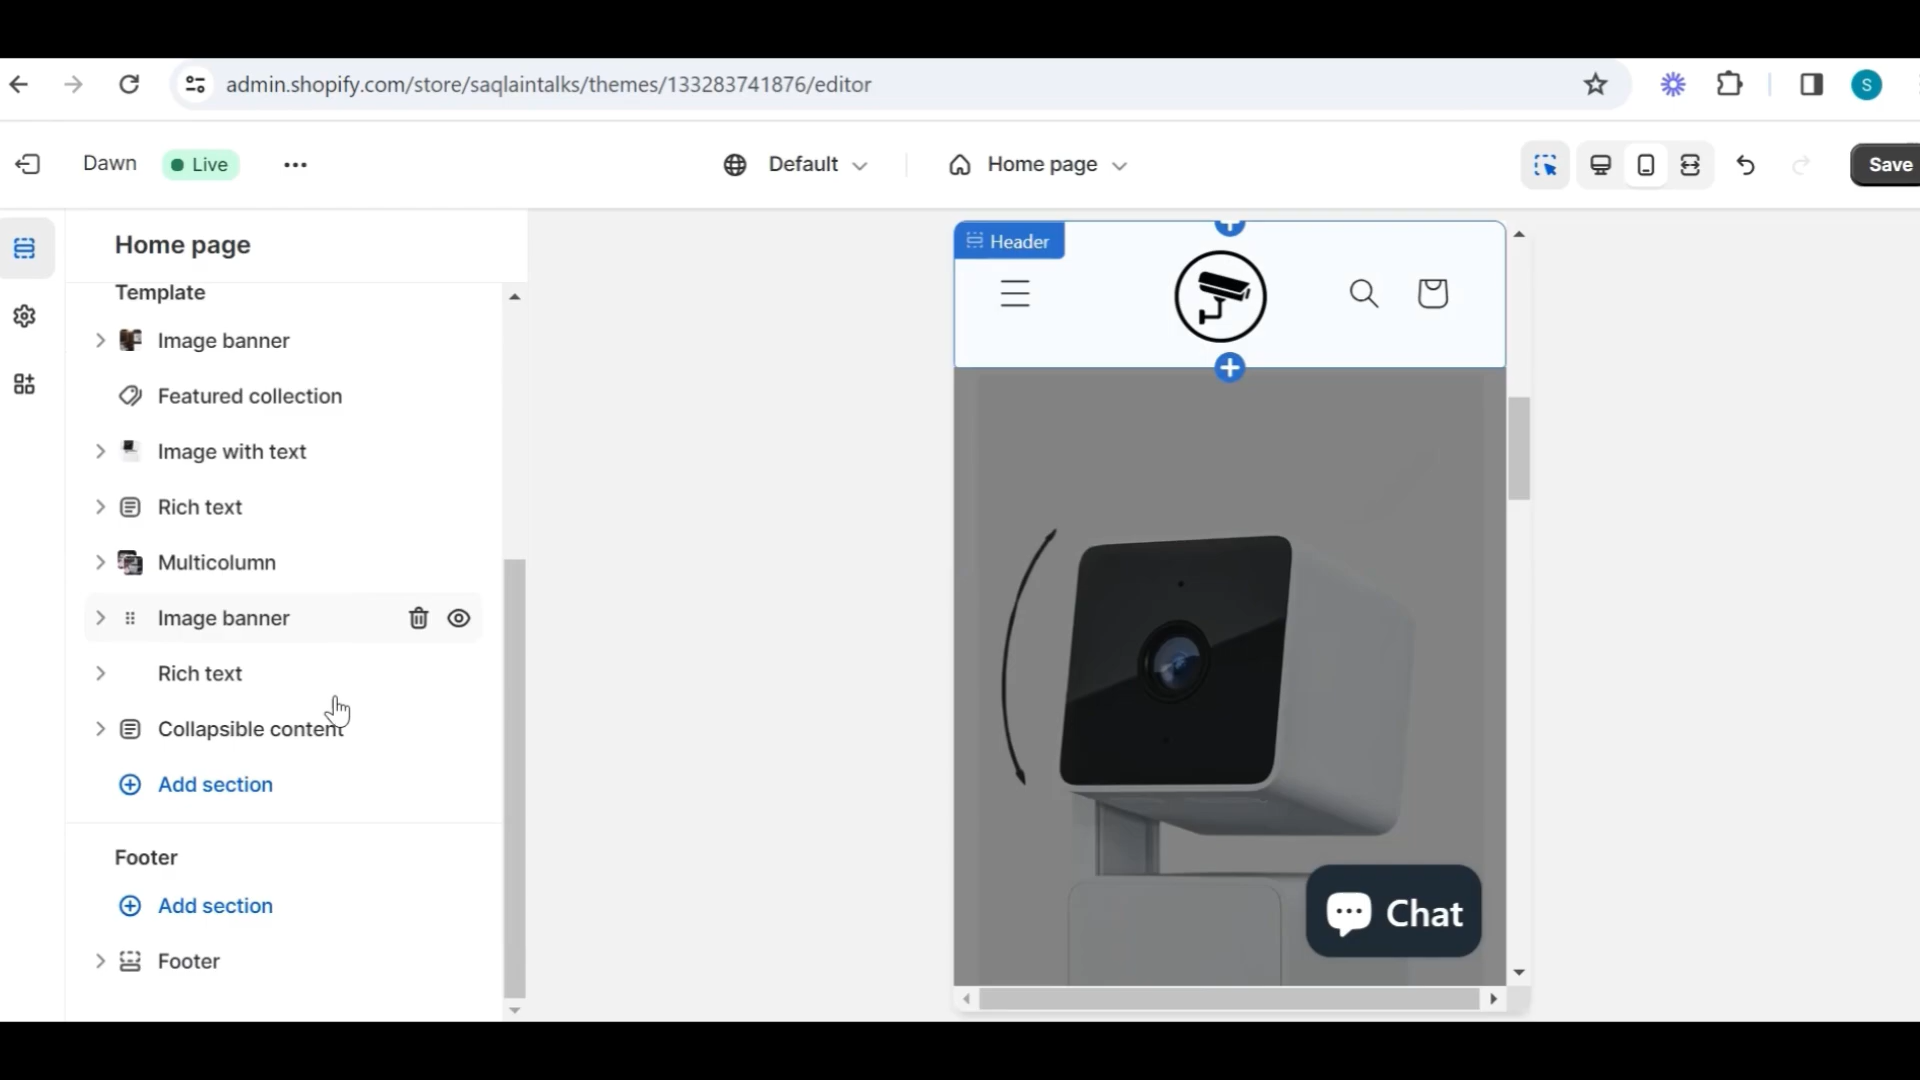 admin.shopify.com/store/saqlaintalks/themes/133283741876/editor
S
Dawn
Live
Default
Home page
Save
Home page
Template
Image banner
Featured collection
Image with text
Rich text
Multicolumn
Image banner
Rich text
Collapsible content
Add section
Footer
Add section
Footer
Header
Chat